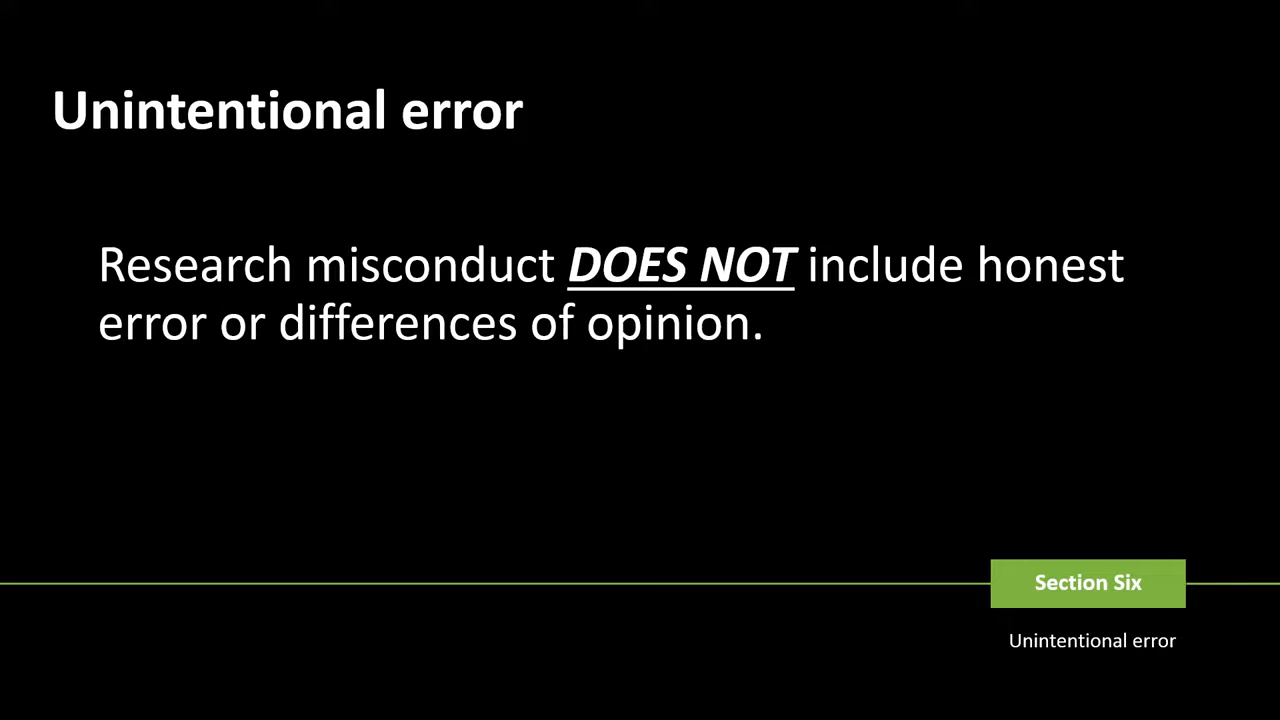 Unintentional error
Research misconduct DOES NOT include honest
error or differences of opinion.
Section Six
Unintentional error